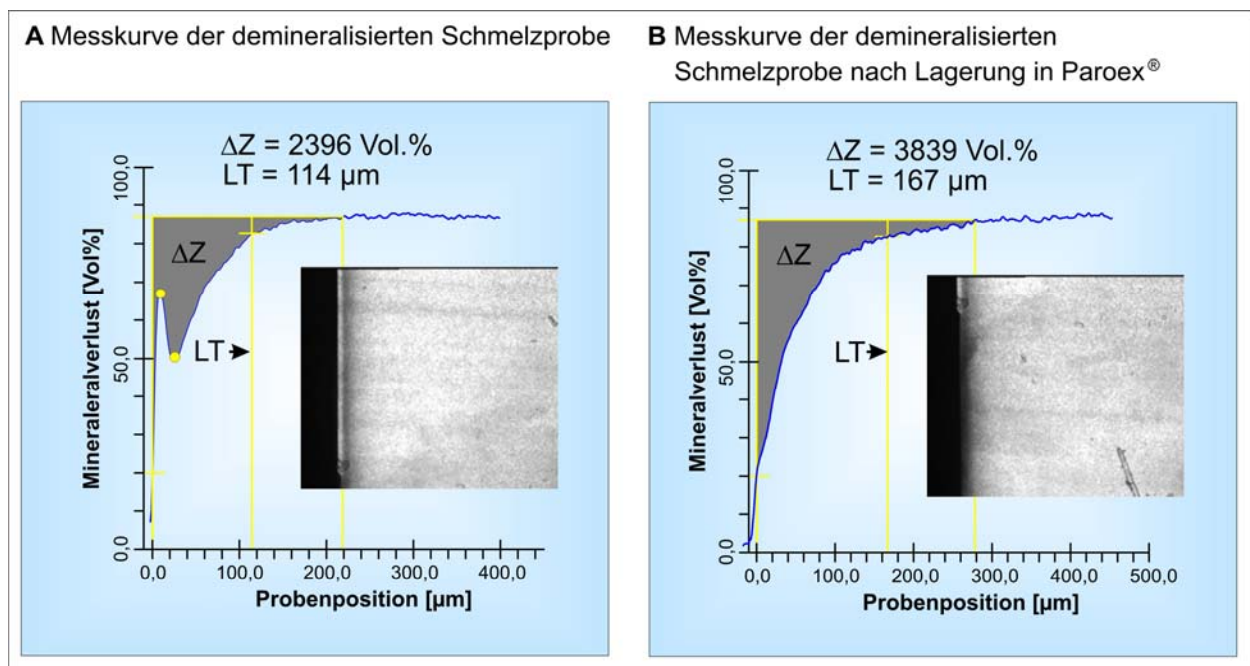 A Messkurve der demineralisierten Schmelzprobe
ΔZ = 2396 Vol.%
LT = 114 µm
100,0
50,0
0,0
Mineleralverlust [Vol%]
ΔZ
LT
0,0 100,0 200,0 300,0 400,0
Probenposition [µm]
B Messkurve der demineralisierten
Schmelzprobe nach Lagerung in Paroex®
ΔZ = 3839 Vol.%
LT = 167 µm
100,0
50,0
0,0
Mineralverlust [Vol%]
ΔZ
LT
0,0 100,0 200,0 300,0 400,0 500,0
Probenposition [µm]